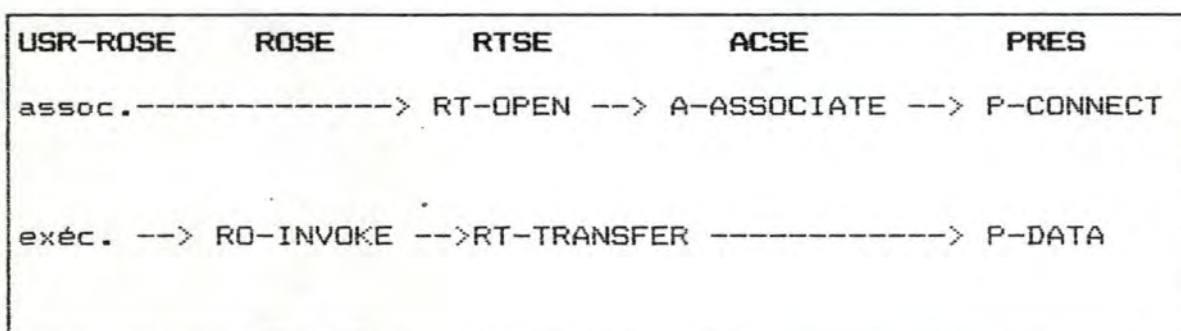 USR-ROSE ROSE RTSE ACSE PRES
assoc.-------------> RT-OPEN --> A-ASSOCIATE --> P-CONNECT
exéc. --> RO-INVOKE -->RT-TRANSFER ------------> P-DATA